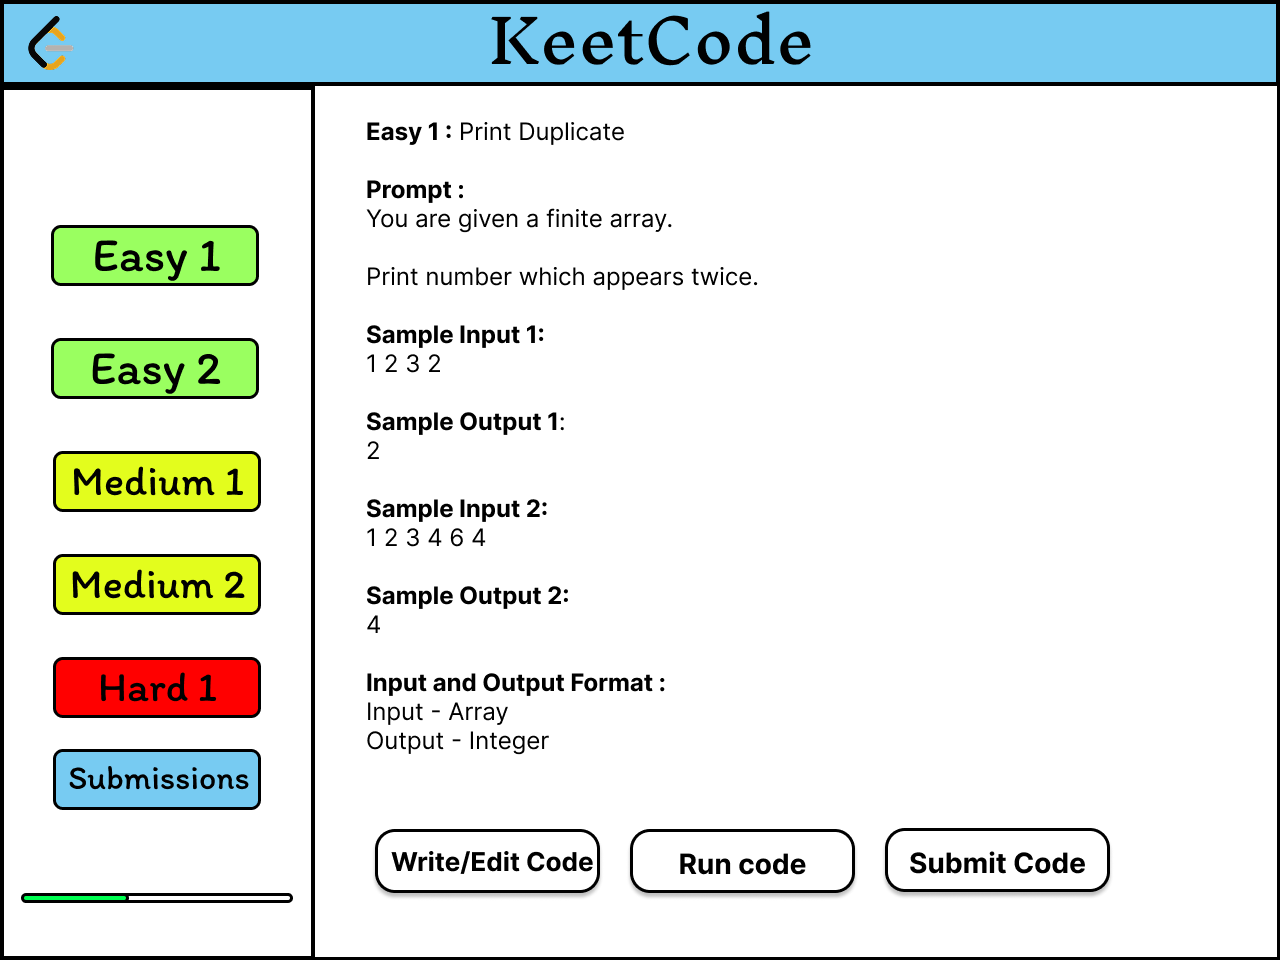 KeetCode
Easy 1
Easy 2
Medium 1
Medium 2
Hard 1
Submissions
Easy 1 : Print Duplicate
Prompt :
You are given a finite array.
Print number which appears twice.
Sample Input 1:
1 2 3 2
Sample Output 1:
2
Sample Input 2:
1 2 3 4 6 4
Sample Output 2:
4
Input and Output Format :
Input - Array
Output - Integer
Write/Edit Code
Run code
Submit Code